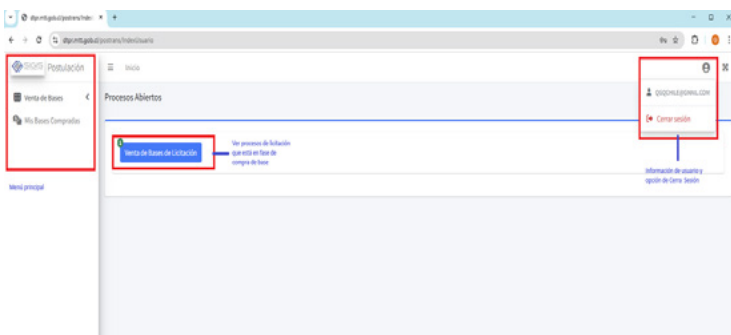 Postulación
Inicio
Venta de Bases
Mis Bases Compradas
Procesos Abiertos
Cerrar sesión
Venta de Bases de Licitación
Ver procesos de licitación
que está en fase de
compra de base
Menú principal
Información de usuario y
opción de Cerra Sesión